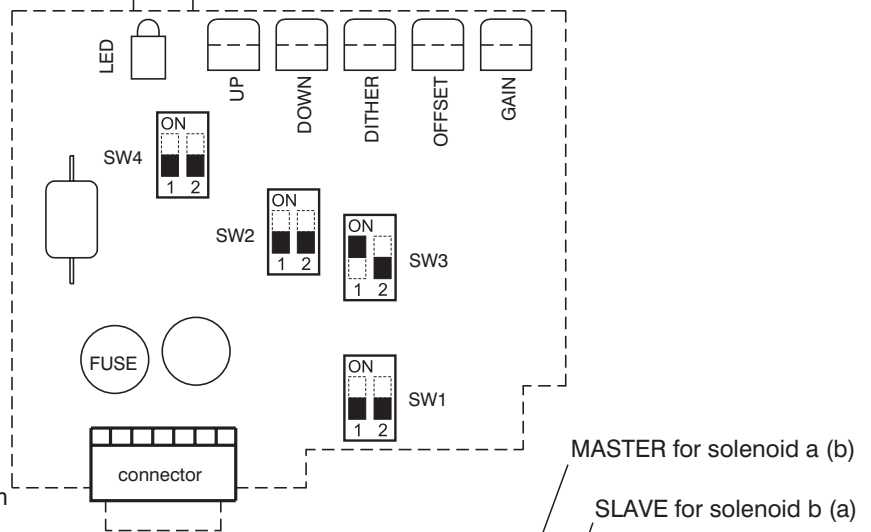 LED
UP
DOWN
DITHER
OFFSET
GAIN
ON
SW4
1 2
ON
SW2
1 2
ON
SW3
1 2
FUSE
ON
SW1
1 2
connector
MASTER for solenoid a (b)
SLAVE for solenoid b (a)